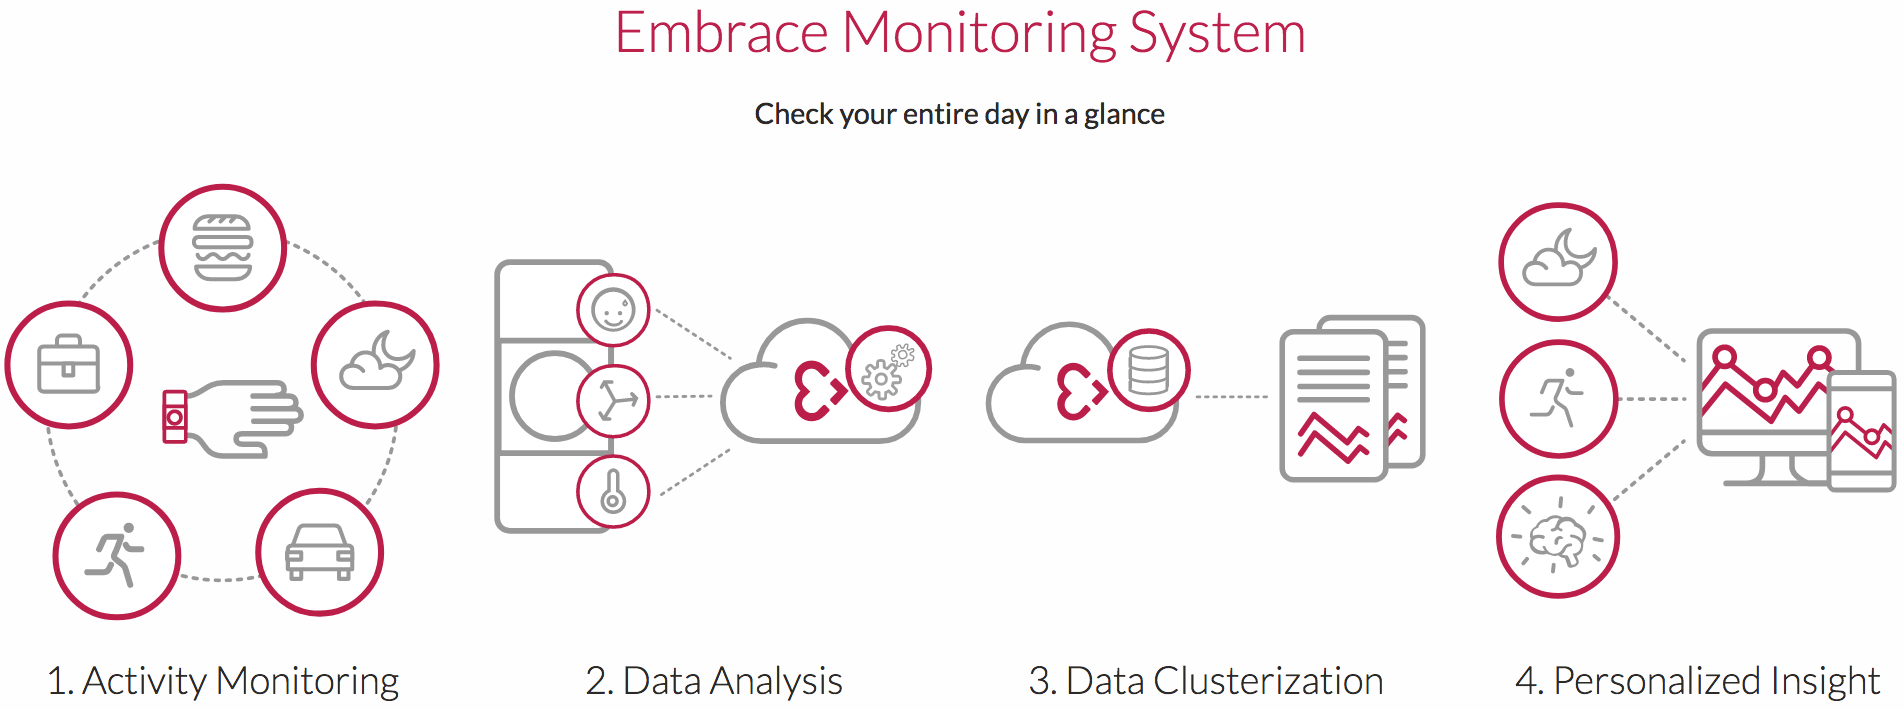 Embrace Monitoring System
Check your entire day in a glance
1. Activity Monitoring
2. Data Analysis
3. Data Clusterization
4. Personalized Insight